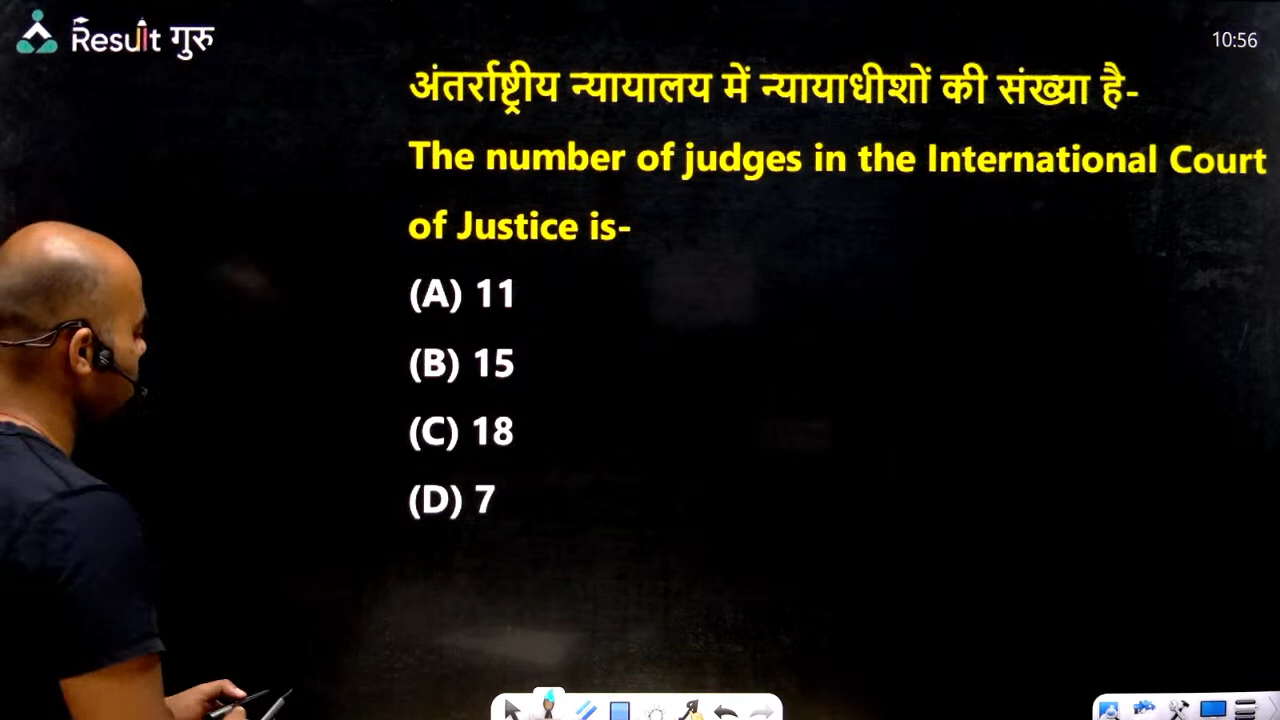 Result गुरु
10:56
अंतर्राष्ट्रीय न्यायालय में न्यायाधीशों की संख्या है-
The number of judges in the International Court
of Justice is-
(A) 11
(B) 15
(C) 18
(D) 7